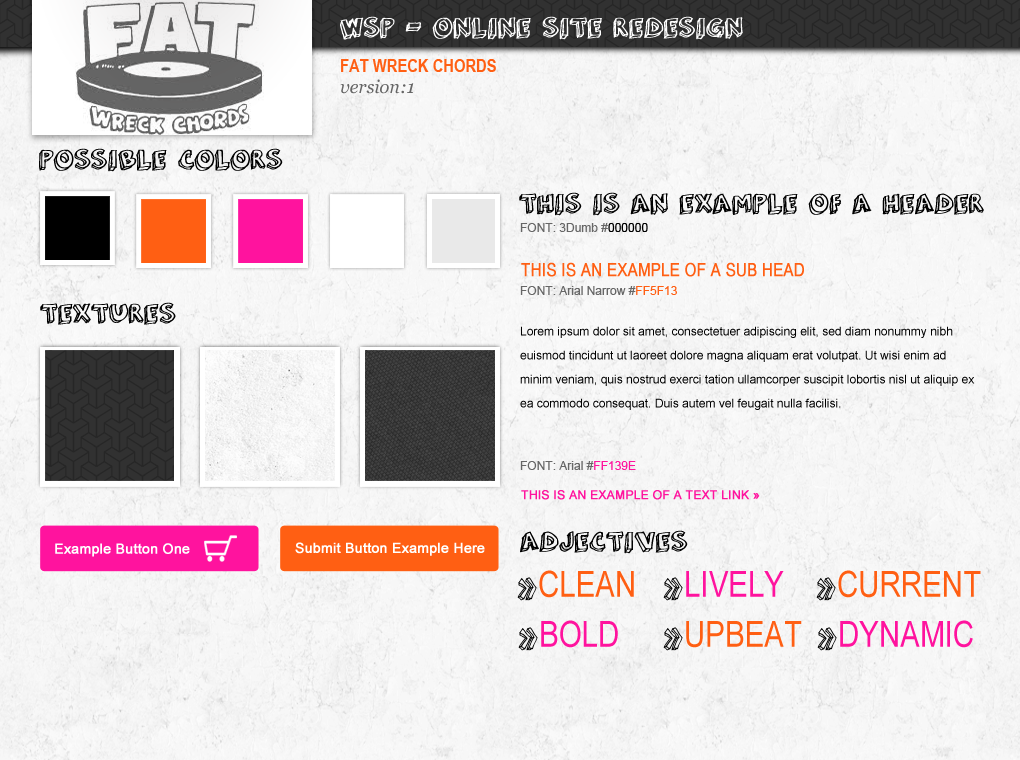 FAT
WRECK CHORDS
WSP - ONLINE SITE REDESIGN
FAT WRECK CHORDS
version:1
POSSIBLE COLORS
TEXTURES
Example Button One
Submit Button Example Here
THIS IS AN EXAMPLE OF A HEADER
FONT: 3Dumb #000000
THIS IS AN EXAMPLE OF A SUB HEAD
FONT: Arial Narrow #FF5F13
Lorem ipsum dolor sit amet, consectetuer adipiscing elit, sed diam nonummy nibh
euismod tincidunt ut laoreet dolore magna aliquam erat volutpat. Ut wisi enim ad
minim veniam, quis nostrud exerci tation ullamcorper suscipit lobortis nisl ut aliquip ex
ea commodo consequat. Duis autem vel feugait nulla facilisi.
FONT: Arial #FF139E
THIS IS AN EXAMPLE OF A TEXT LINK »
ADJECTIVES
»CLEAN »LIVELY »CURRENT
»BOLD »UPBEAT »DYNAMIC